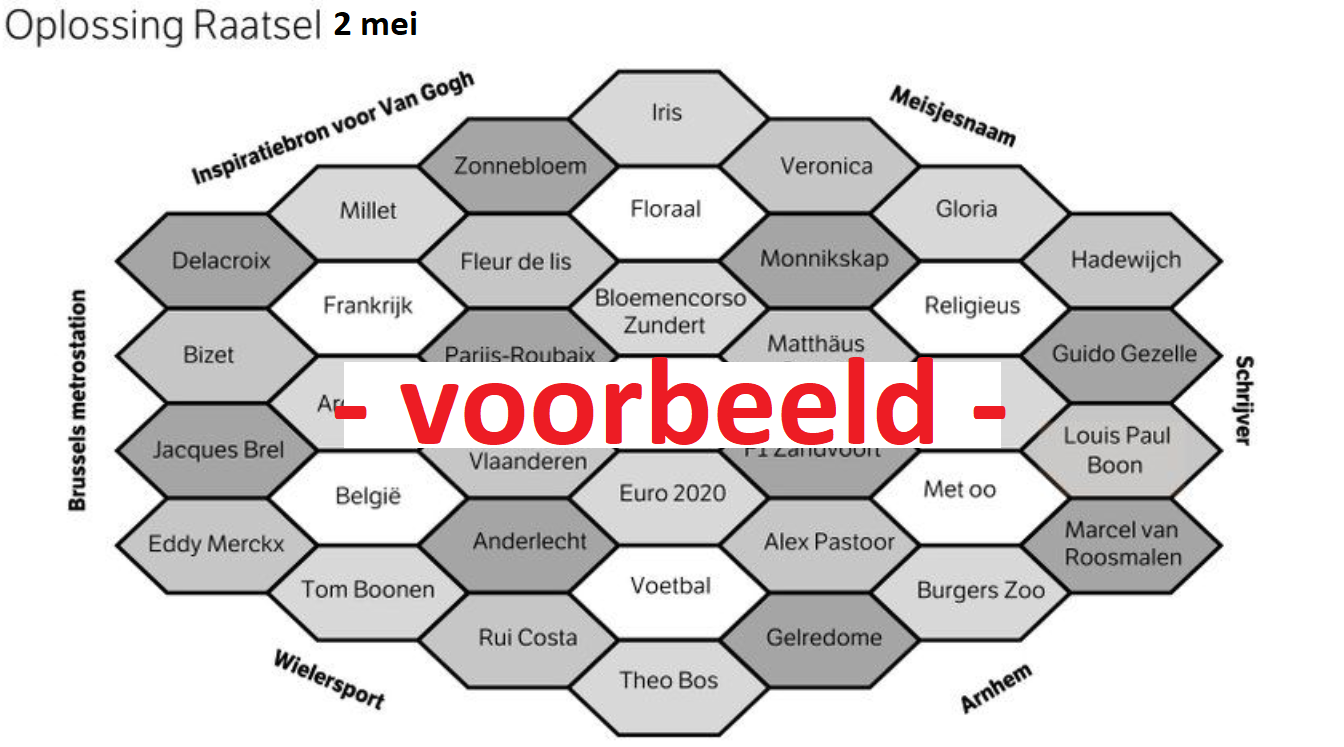 Oplossing Raatsel 2 mei
Inspiratiebron voor Van Gogh
Meisjesnaam
Iris
Zonnebloem
Veronica
Millet
Floraal
Gloria
Delacroix
Fleur de lis
Monnikskap
Hadewijch
Frankrijk
Bloemencorso
Zundert
Religieus
Bizet
Parijs-Roubaix
Matthäus
Guido Gezelle
Brussels metrostation
Schrijver
- voorbeeld -
Jacques Brel
Vlaanderen
F1 Zandvoort
Louis Paul
Boon
België
Euro 2020
Met oo
Eddy Merckx
Anderlecht
Alex Pastoor
Marcel van
Roosmalen
Tom Boonen
Voetbal
Burgers Zoo
Rui Costa
Gelredome
Theo Bos
Wielersport
Arnhem